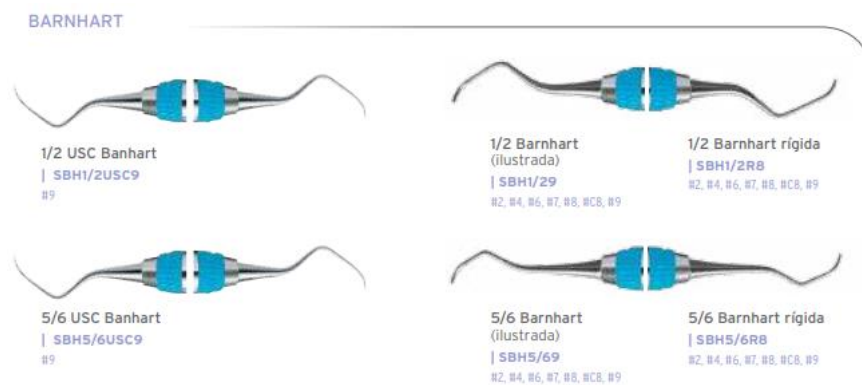 BARNHART
1/2 USC Banhart
| SBH1/2USC9
#9
1/2 Barnhart
(ilustrada)
| SBH1/29
#2, #4, #6, #7, #8, #C8, #9
1/2 Barnhart rígida
| SBH1/2R8
#2, #4, #6, #7, #8, #C8, #9
5/6 USC Banhart
| SBH5/6USC9
#9
5/6 Barnhart
(ilustrada)
| SBH5/69
#2, #4, #6, #7, #8, #C8, #9
5/6 Barnhart rígida
| SBH5/6R8
#2, #4, #6, #7, #8, #C8, #9